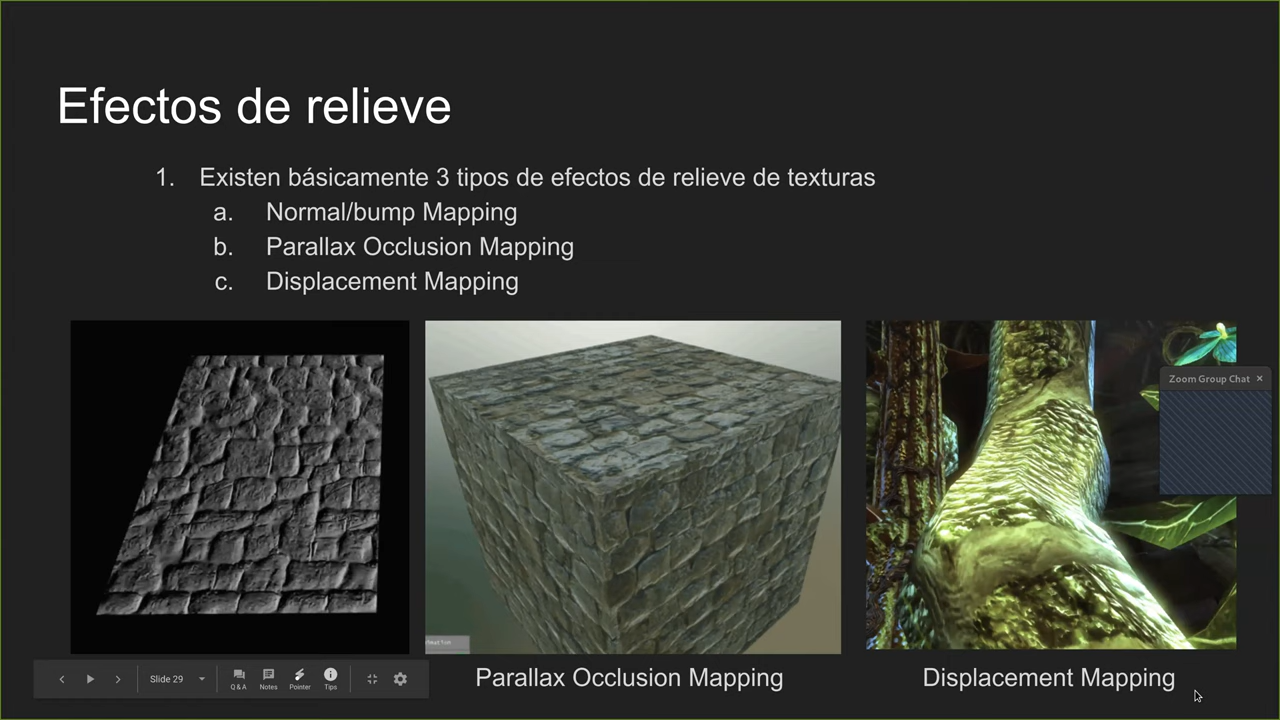 Efectos de relieve
1. Existen básicamente 3 tipos de efectos de relieve de texturas
a. Normal/bump Mapping
b. Parallax Occlusion Mapping
c. Displacement Mapping
Zoom Group Chat ×
Parallax Occlusion Mapping
Displacement Mapping
Slide 29
Q & A Notes Pointer Tips